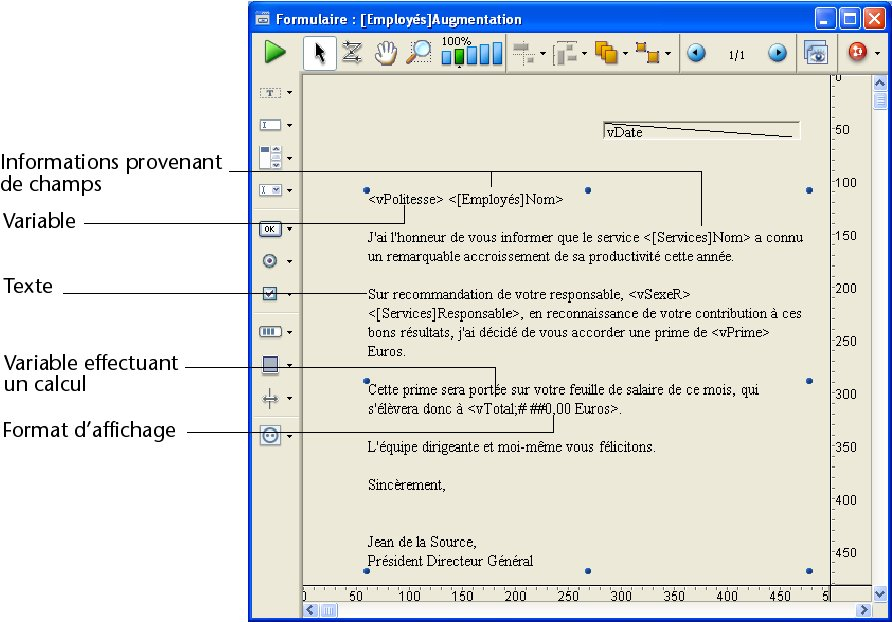 Formulaire : [Employés]Augmentation
100%
1/1
T
OK
0
50
100
150
200
250
300
350
400
450
vDate
Informations provenant
de champs
Variable
Texte
Variable effectuant
un calcul
Format d'affichage
<vPolitesse> <[Employés]Nom>
J'ai l'honneur de vous informer que le service <[Services]Nom> a connu
un remarquable accroissement de sa productivité cette année.
Sur recommandation de votre responsable, <vSexeR>
<[Services]Responsable>, en reconnaissance de votre contribution à ces
bons résultats, j'ai décidé de vous accorder une prime de <vPrime>
Euros.
Cette prime sera portée sur votre feuille de salaire de ce mois, qui
s'élèvera donc à <vTotal;# ##0,00 Euros>.
L'équipe dirigeante et moi-même vous félicitons.
Sincèrement,
Jean de la Source,
Président Directeur Général
0 50 100 150 200 250 300 350 400 450 5